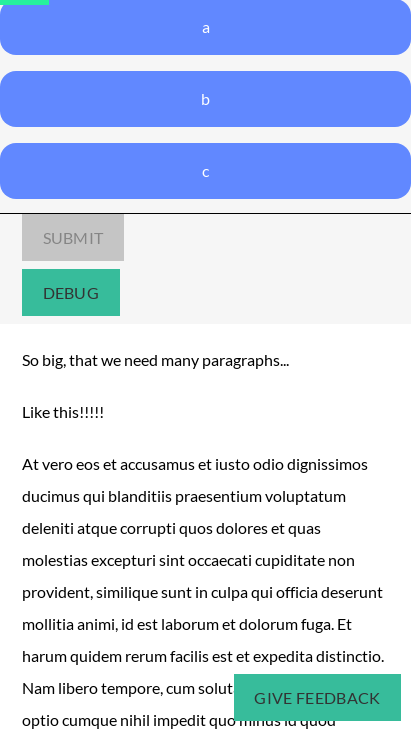 a
b
c
SUBMIT
DEBUG
So big, that we need many paragraphs...
Like this!!!!!
At vero eos et accusamus et iusto odio dignissimos
ducimus qui blanditiis praesentium voluptatum
deleniti atque corrupti quos dolores et quas
molestias excepturi sint occaecati cupiditate non
provident, similique sunt in culpa qui officia deserunt
mollitia animi, id est laborum et dolorum fuga. Et
harum quidem rerum facilis est et expedita distinctio.
Nam libero tempore, cum
GIVE FEEDBACK
optio cumque nihil impedit quo minus id quod